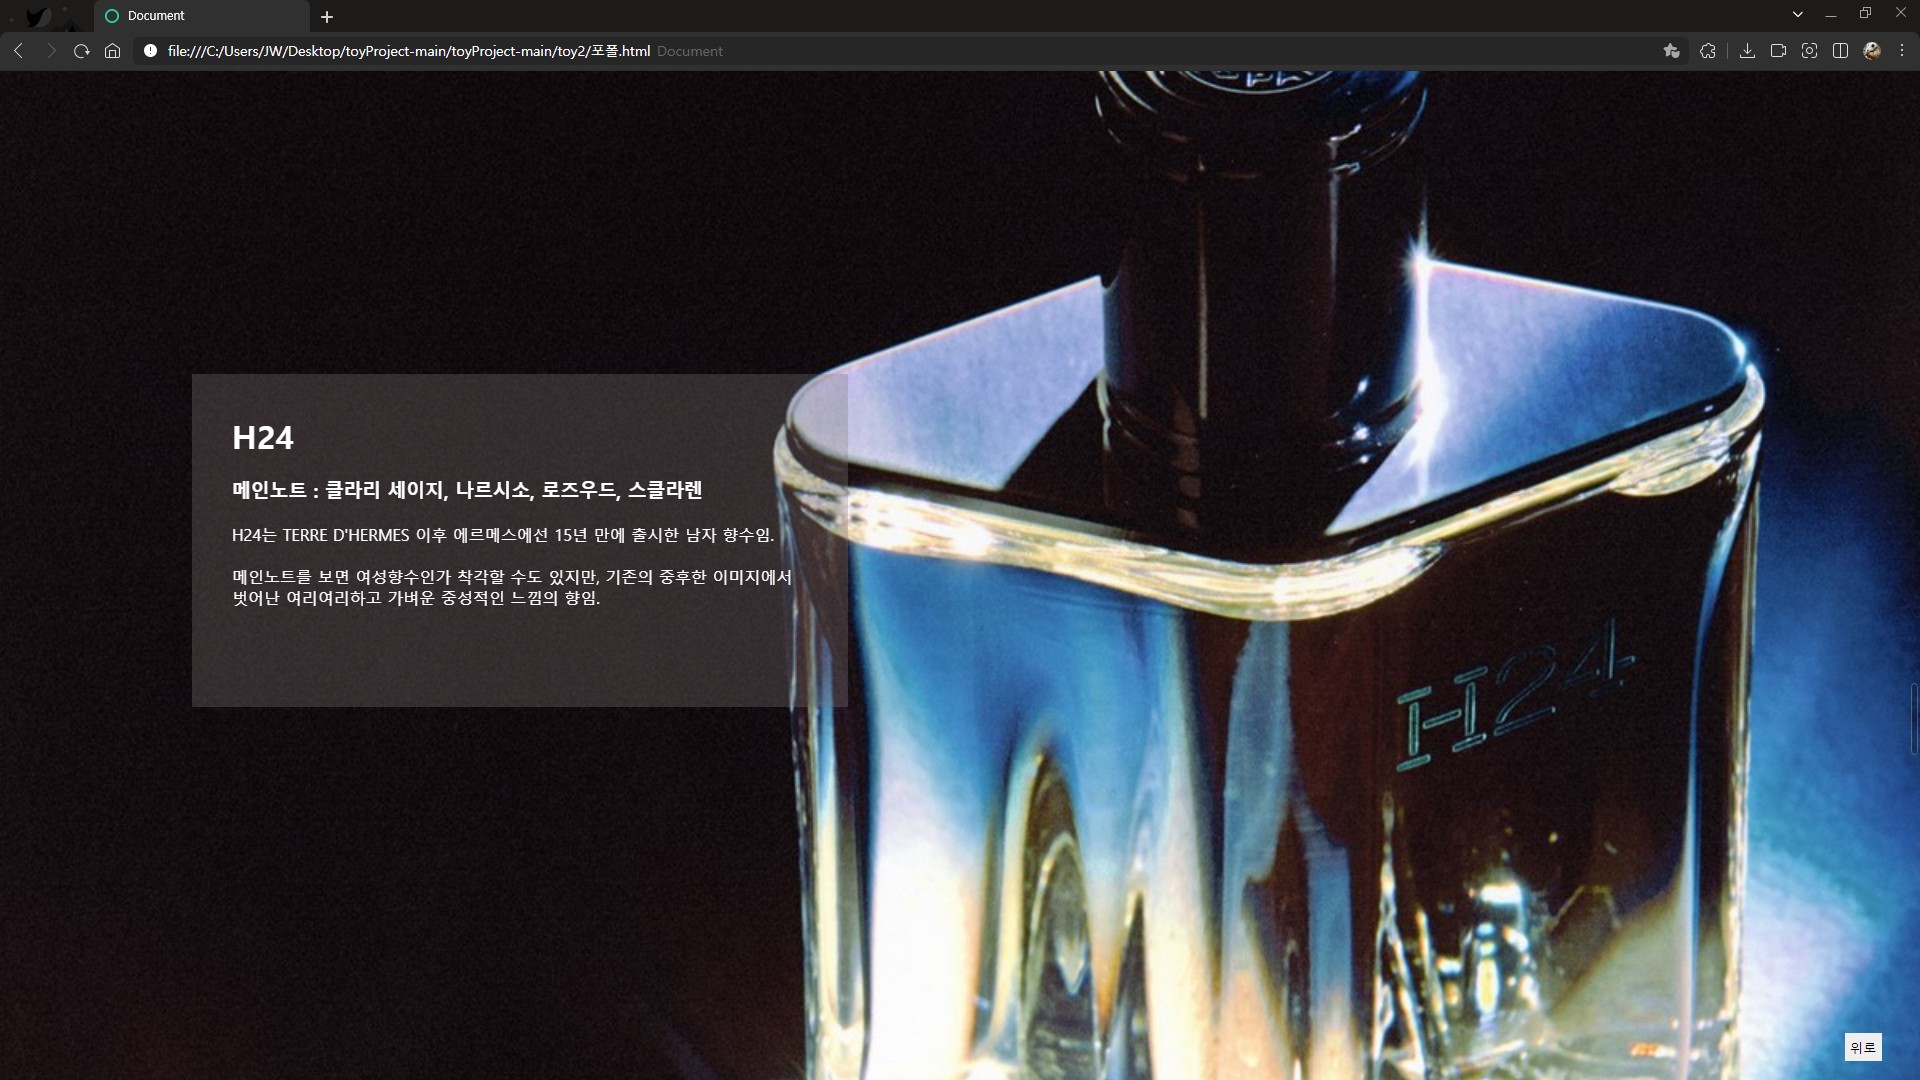 Document
file:///C:/Users/JW/Desktop/toyProject-main/toyProject-main/toy2/포폴.html Document
H24
메인노트 : 클라리 세이지, 나르시소, 로즈우드, 스클라렌
H24는 TERRE D'HERMES 이후 에르메스에선 15년 만에 출시한 남자 향수임.
메인노트를 보면 여성향수인가 착각할 수도 있지만, 기존의 중후한 이미지에서
벗어난 여리여리하고 가벼운 중성적인 느낌의 향임.
H24
위로